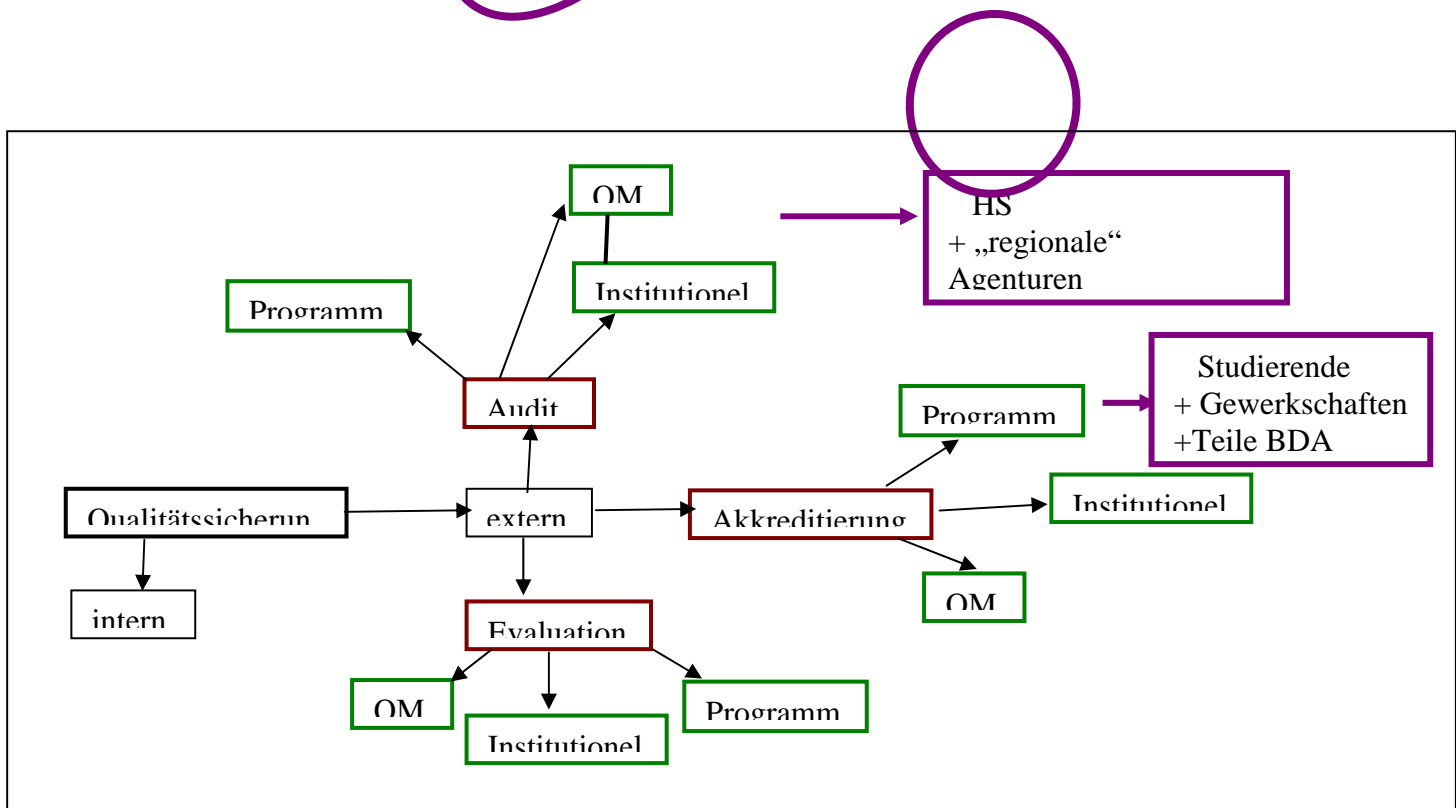 QM
HS
+ „regionale“
Agenturen
Institutionel
Programm
Studierende
+ Gewerkschaften
+Teile BDA
Audit
Programm
Qualitätssicherun
extern
Akkreditierung
Institutionel
intern
QM
Evaluation
QM
Institutionel
Programm